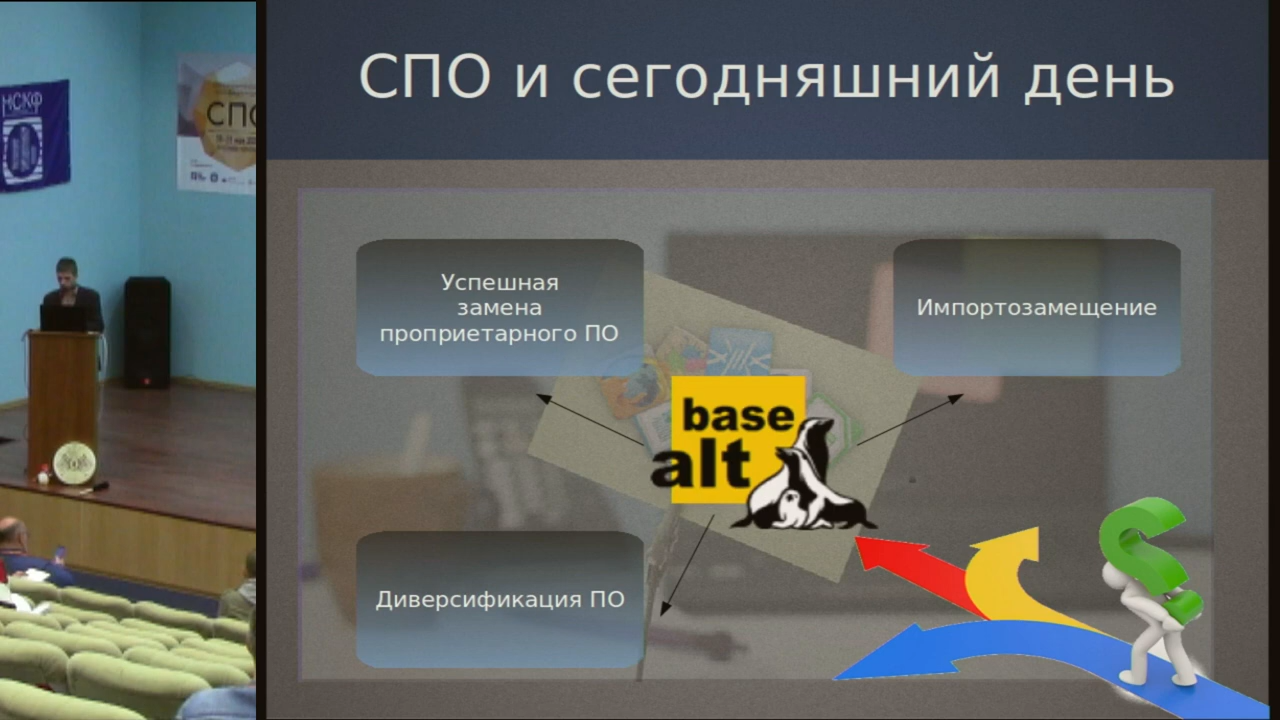 МСКФ
СПО
СПО и сегодняшний день
Успешная
замена
проприетарного ПО
Импортозамещение
base
alt
Диверсификация ПО